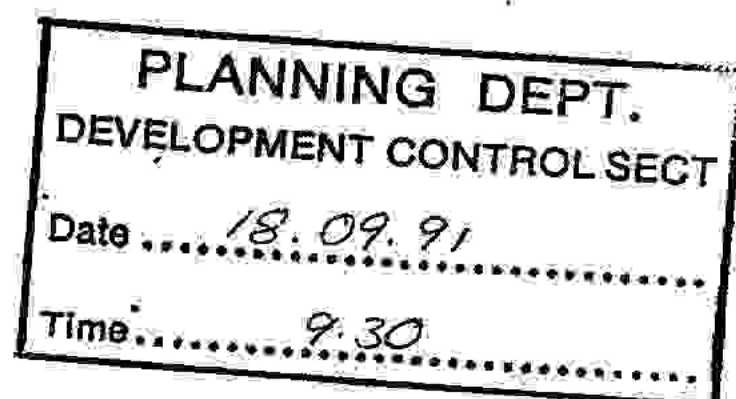 PLANNING DEPT.
DEVELOPMENT CONTROL SECT
Date 18.09.91
Time 9.30